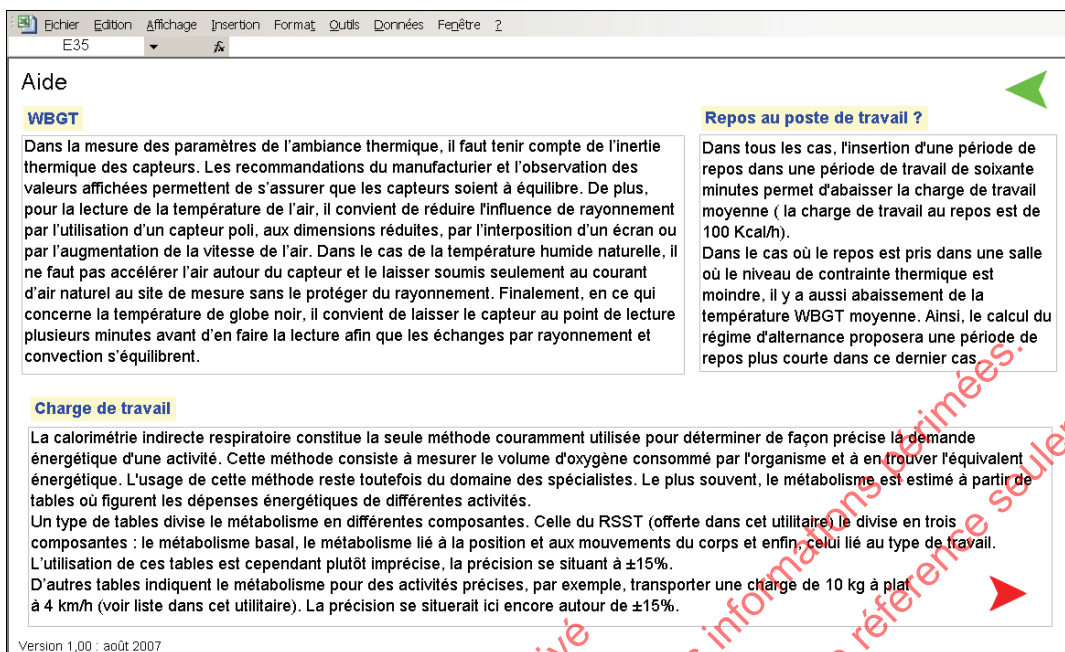 Fichier Edition Affichage Insertion Format Outils Données Fenêtre ?
E35 fx
Aide
WBGT
Dans la mesure des paramètres de l'ambiance thermique, il faut tenir compte de l'inertie
thermique des capteurs. Les recommandations du manufacturier et l'observation des
valeurs affichées permettent de s'assurer que les capteurs soient à équilibre. De plus,
pour la lecture de la température de l'air, il convient de réduire l'influence de rayonnement
par l'utilisation d'un capteur poli, aux dimensions réduites, par l'interposition d'un écran ou
par l'augmentation de la vitesse de l'air. Dans le cas de la température humide naturelle, il
ne faut pas accélérer l'air autour du capteur et le laisser soumis seulement au courant
d'air naturel au site de mesure sans le protéger du rayonnement. Finalement, en ce qui
concerne la température de globe noir, il convient de laisser le capteur au point de lecture
plusieurs minutes avant d'en faire la lecture afin que les échanges par rayonnement et
convection s'équilibrent.
Repos au poste de travail ?
Dans tous les cas, l'insertion d'une période de
repos dans une période de travail de soixante
minutes permet d'abaisser la charge de travail
moyenne ( la charge de travail au repos est de
100 Kcal/h).
Dans le cas où le repos est pris dans une salle
où le niveau de contrainte thermique est
moindre, il y a aussi abaissement de la
température WBGT moyenne. Ainsi, le calcul du
régime d'alternance proposera une période de
repos plus courte dans ce dernier cas.
Charge de travail
La calorimétrie indirecte respiratoire constitue la seule méthode couramment utilisée pour déterminer de façon précise la demande
énergétique d'une activité. Cette méthode consiste à mesurer le volume d'oxygène consommé par l'organisme et à en trouver l'équivalent
énergétique. L'usage de cette méthode relève toutefois du domaine des spécialistes. Le plus souvent, le métabolisme est estimé à partir de
tables où figurent les dépenses énergétiques de différentes activités.
Un type de tables divise le métabolisme en différentes composantes. Celle du RSST (offerte dans cet utilitaire) le divise en trois
composantes : le métabolisme basal, le métabolisme lié à la position et aux mouvements du corps et enfin, celui lié au type de travail.
L'utilisation de ces tables est cependant plutôt imprécise, la précision se situant à ±15%.
D'autres tables indiquent le métabolisme pour des activités précises, par exemple, transporter une charge de 10 kg à plat
à 4 km/h (voir liste dans cet utilitaire). La précision se situerait ici encore autour de ±15%.
Version 1,00 : août 2007
informations périmées.
référence